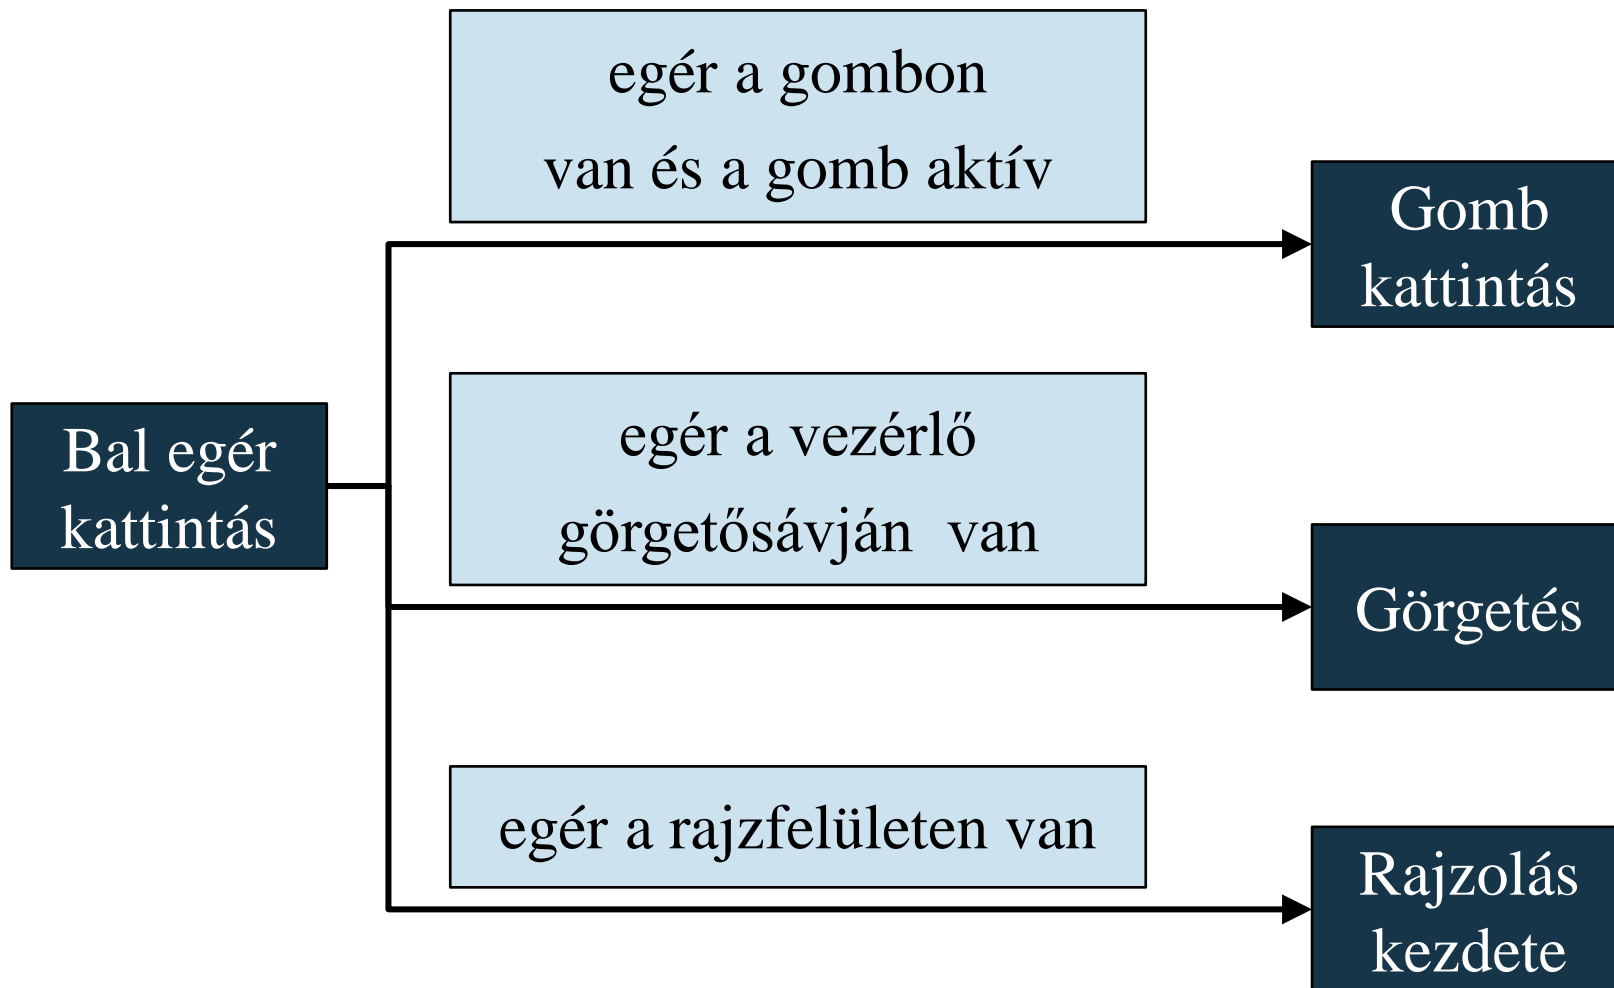 egér a gombon
van és a gomb aktív
Gomb
kattintás
Bal egér
kattintás
egér a vezérlő
görgetősávján  van
Görgetés
egér a rajzfelületen van
Rajzolás
kezdete